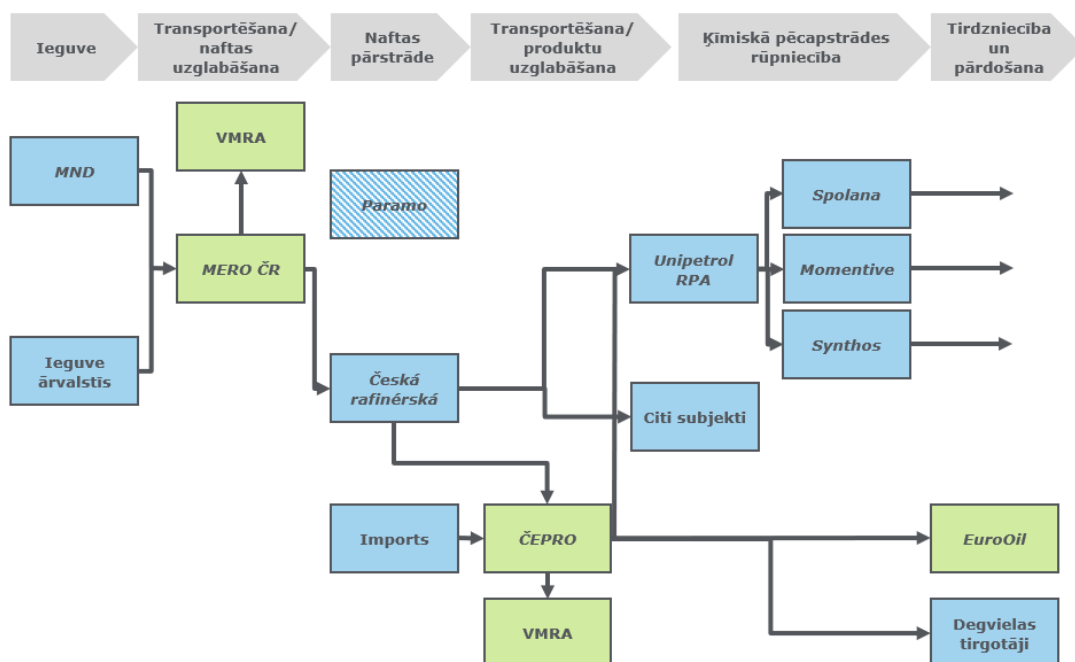 Ieguve
Transportēšana/
naftas
uzglabāšana
Naftas
pārstrāde
Transportēšana/
produktu
uzglabāšana
Ķīmiskā pēcapstrādes
rūpniecība
Tirdzniecība
un
pārdošana
VMRA
MND
Paramo
Spolana
MERO ČR
Unipetrol
RPA
Momentive
Ieguve
ārvalstīs
Česká
rafinérská
Synthos
Citi subjekti
Imports
ČEPRO
EuroOil
VMRA
Degvielas
tirgotāji